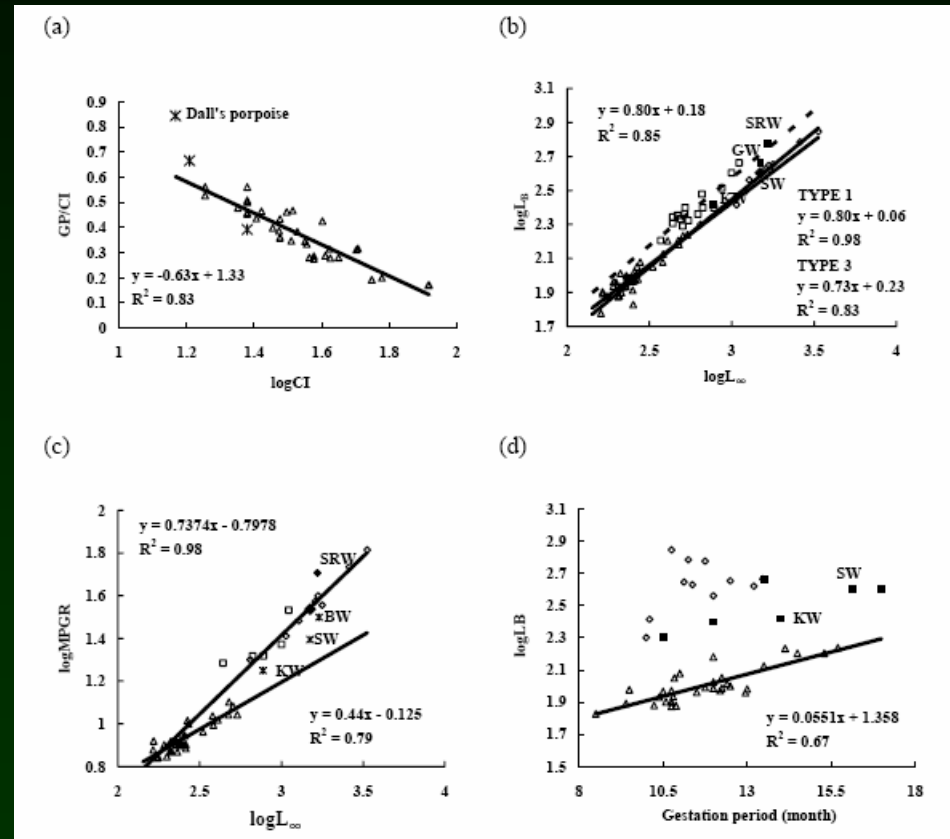 (a)
0.9
0.8
0.7
0.6
0.5
0.4
0.3
0.2
0.1
0
GP/CI
Dall's porpoise
y = -0.63x + 1.33
R² = 0.83
1
1.2
1.4
1.6
1.8
2
logCI
(b)
3.1
2.9
2.7
2.5
2.3
2.1
1.9
1.7
logL_B
y = 0.80x + 0.18
R² = 0.85
SRW
GW
SW
TYPE 1
y = 0.80x + 0.06
R² = 0.98
TYPE 3
y = 0.73x + 0.23
R² = 0.83
2
2.5
3
3.5
4
logL∞
(c)
2
1.8
1.6
1.4
1.2
1
0.8
logMPGR
y = 0.7374x - 0.7978
R² = 0.98
SRW
BW
SW
KW
y = 0.44x - 0.125
R² = 0.79
2
2.5
3
3.5
4
logL∞
(d)
3.1
2.9
2.7
2.5
2.3
2.1
1.9
1.7
1.5
logLB
SW
KW
y = 0.0551x + 1.358
R² = 0.67
8
10.5
13
15.5
18
Gestation period (month)